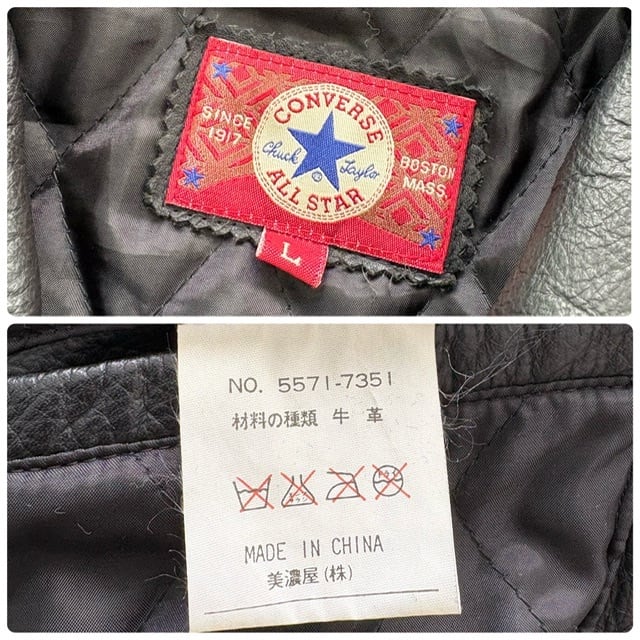 CONVERSE
SINCE
1917
Chuck Taylor
®
BOSTON
MASS.
ALL STAR
L
NO. 5571-7351
材料の種類 牛 革
MADE IN CHINA
美濃屋(株)